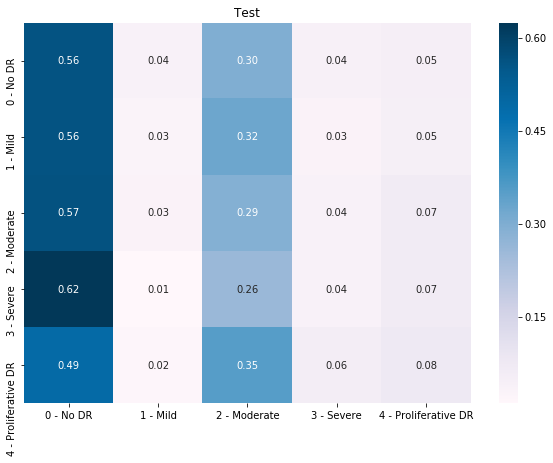 Test
0 - No DR
0.56 0.04 0.30 0.04 0.05
1 - Mild
0.56 0.03 0.32 0.03 0.05
2 - Moderate
0.57 0.03 0.29 0.04 0.07
3 - Severe
0.62 0.01 0.26 0.04 0.07
4 - Proliferative DR
0.49 0.02 0.35 0.06 0.08
0 - No DR 1 - Mild 2 - Moderate 3 - Severe 4 - Proliferative DR
0.60
0.45
0.30
0.15